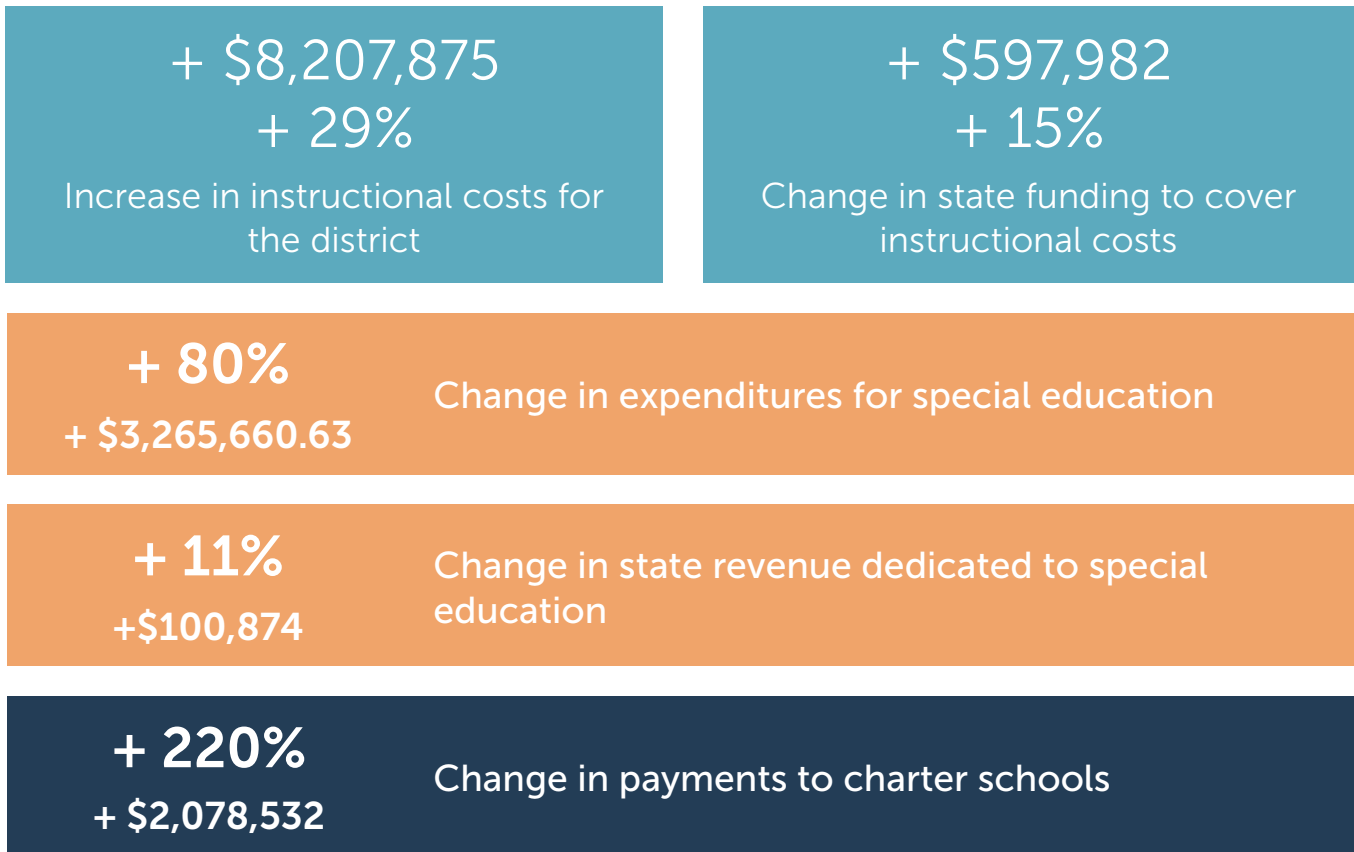 + $8,207,875
+ 29%
Increase in instructional costs for
the district
+ $597,982
+ 15%
Change in state funding to cover
instructional costs
+ 80%
+ $3,265,660.63
Change in expenditures for special education
+ 11%
+$100,874
Change in state revenue dedicated to special
education
+ 220%
+ $2,078,532
Change in payments to charter schools